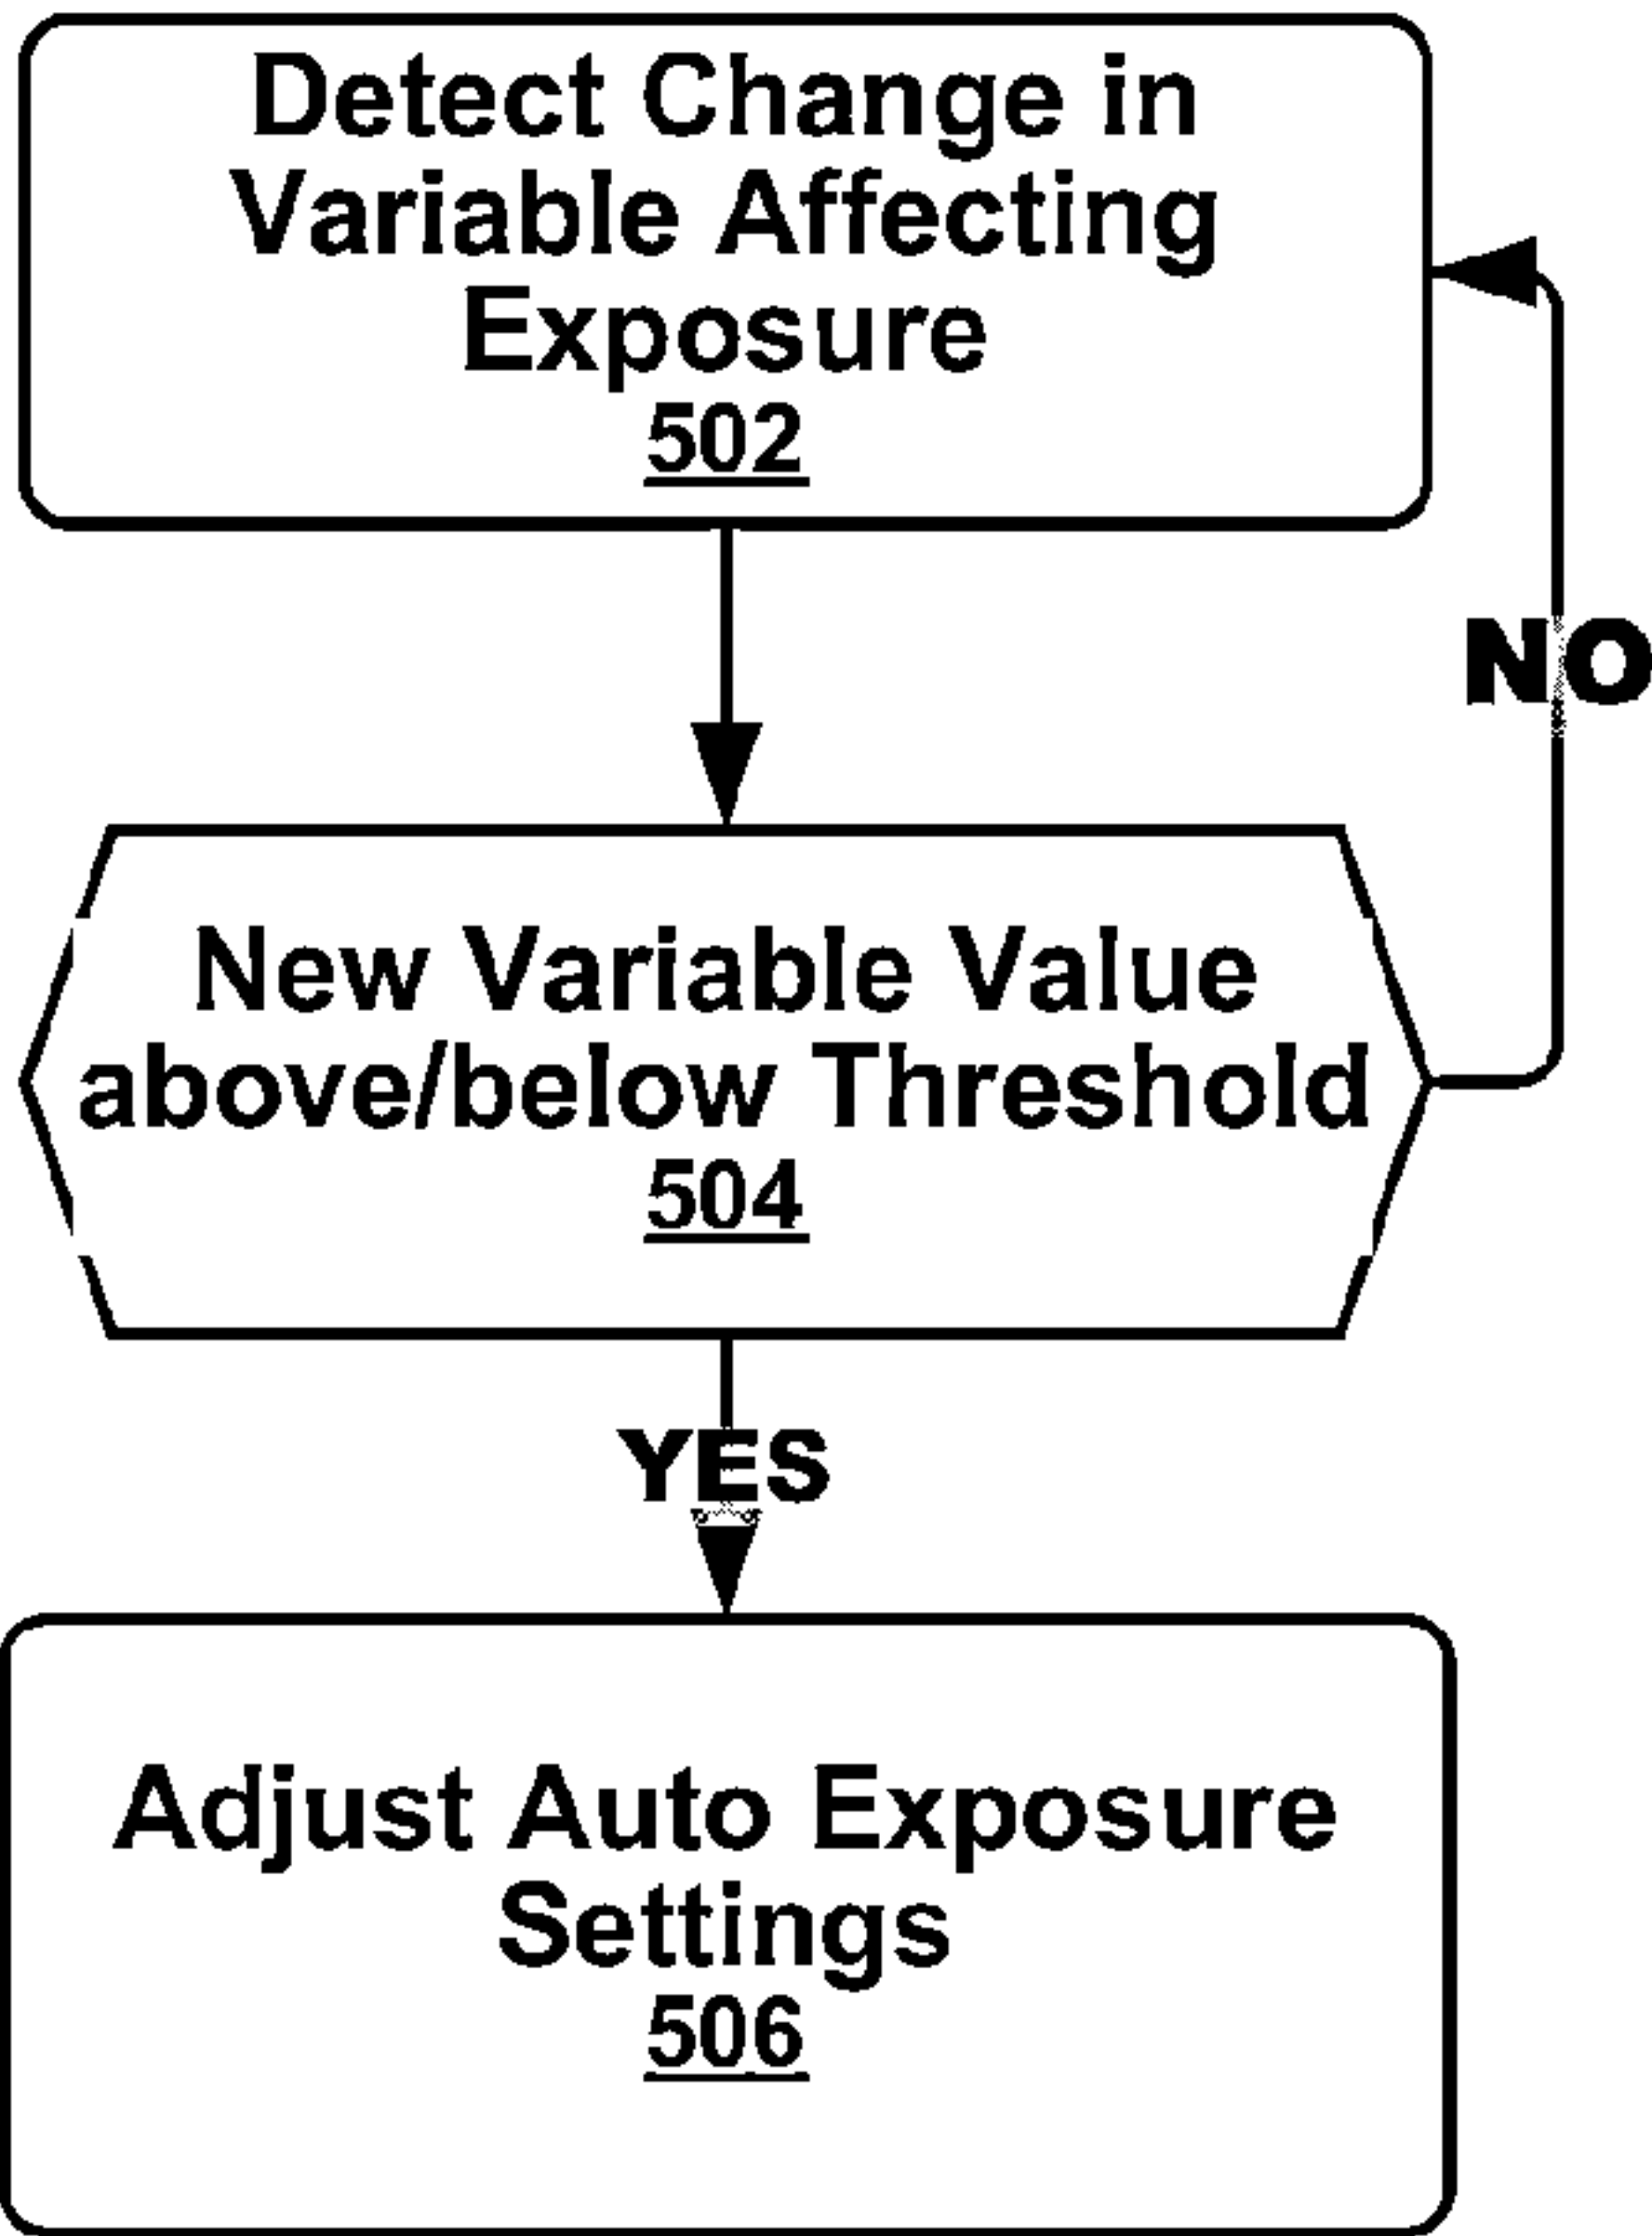 Detect Change in
Variable Affecting
Exposure
502
NO
New Variable Value
above/below Threshold
504
YES
Adjust Auto Exposure
Settings
506